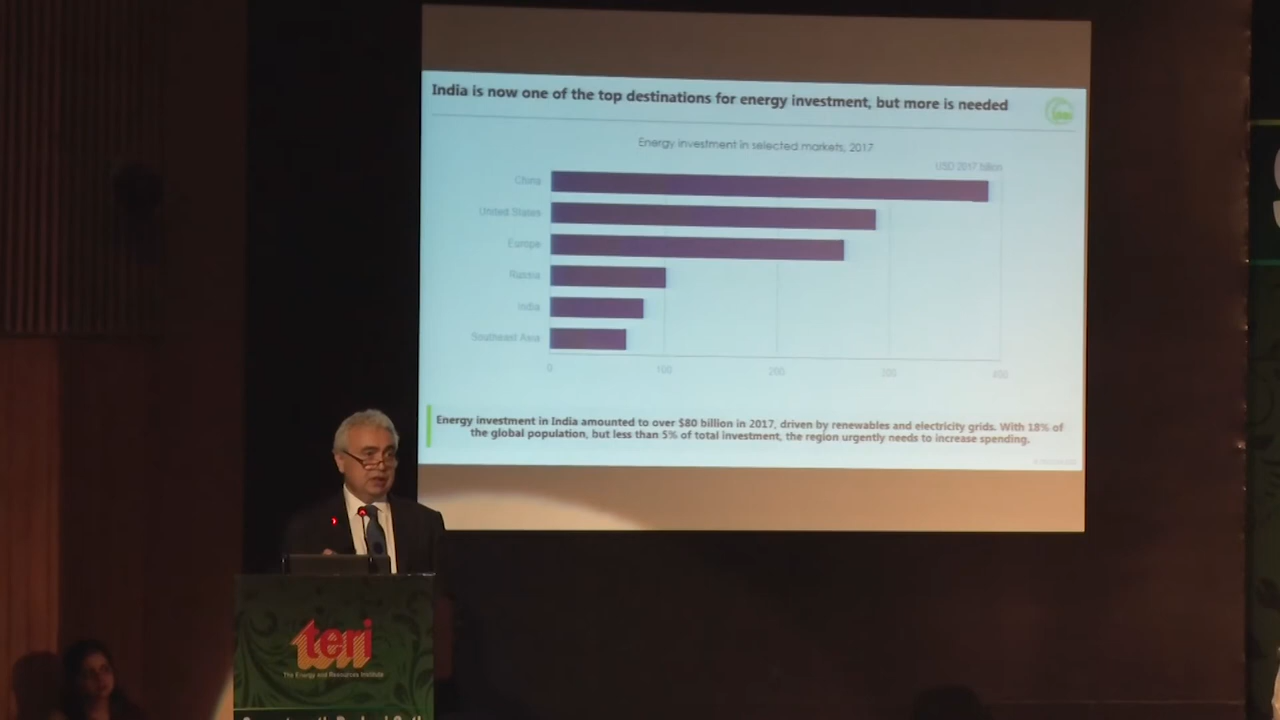 India is now one of the top destinations for energy investment, but more is needed
Energy investment in selected markets, 2017
USD 2017 billion
China
United States
Europe
Russia
India
Southeast Asia
0
100
200
300
400
Energy investment in India amounted to over $80 billion in 2017, driven by renewables and electricity grids. With 18% of
the global population, but less than 5% of total investment, the region urgently needs to increase spending.
teri
The Energy and Resources Institute